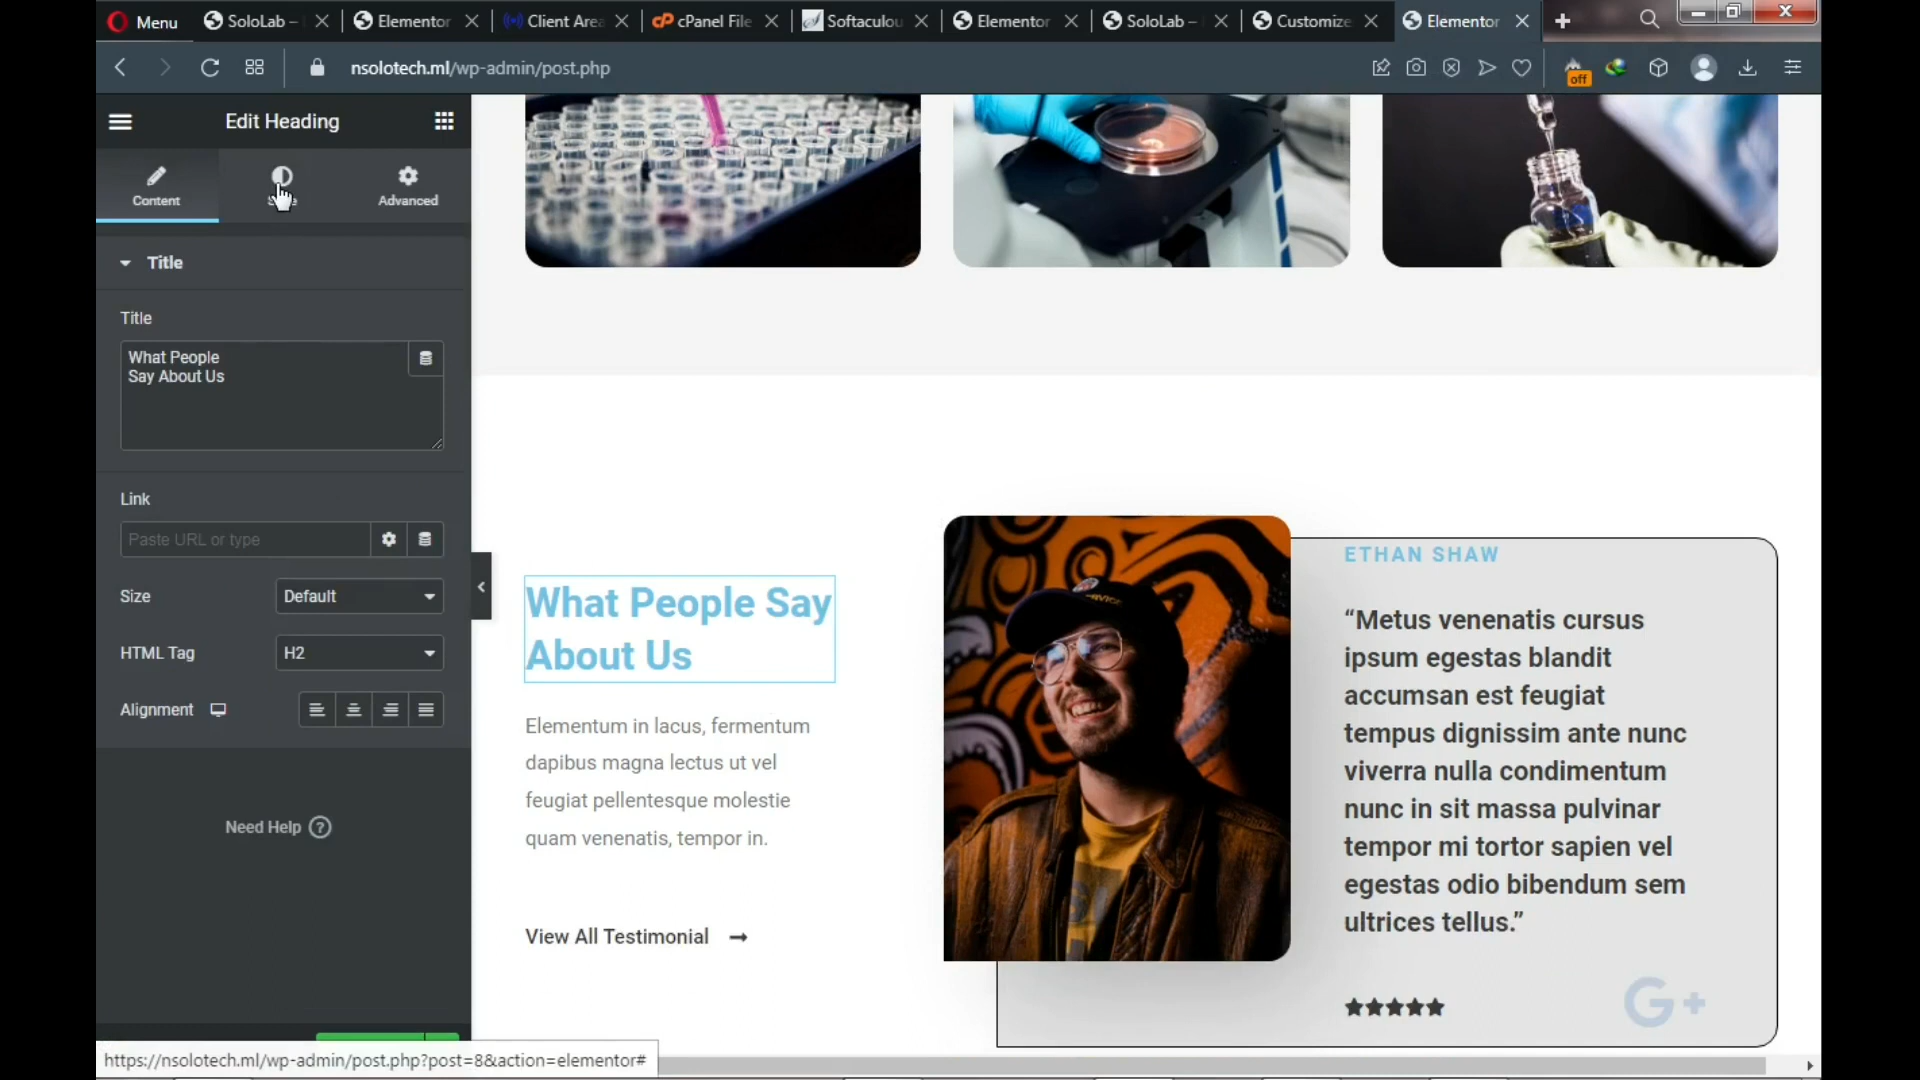 Menu
SoloLab –
Elementor
Client Area
cPanel File
Softaculou
Elementor
SoloLab –
Customize
Elementor
nsolotech.ml/wp-admin/post.php
off
Edit Heading
Content
Advanced
Title
Title
What People
Say About Us
Link
Paste URL or type
Size
Default
HTML Tag
H2
Alignment
Need Help
https://nsolotech.ml/wp-admin/post.php?post=8&action=elementor#
What People Say
About Us
Elementum in lacus, fermentum
dapibus magna lectus ut vel
feugiat pellentesque molestie
quam venenatis, tempor in.
View All Testimonial
ETHAN SHAW
“Metus venenatis cursus
ipsum egestas blandit
accumsan est feugiat
tempus dignissim ante nunc
viverra nulla condimentum
nunc in sit massa pulvinar
tempor mi tortor sapien vel
egestas odio bibendum sem
ultrices tellus.”
G+